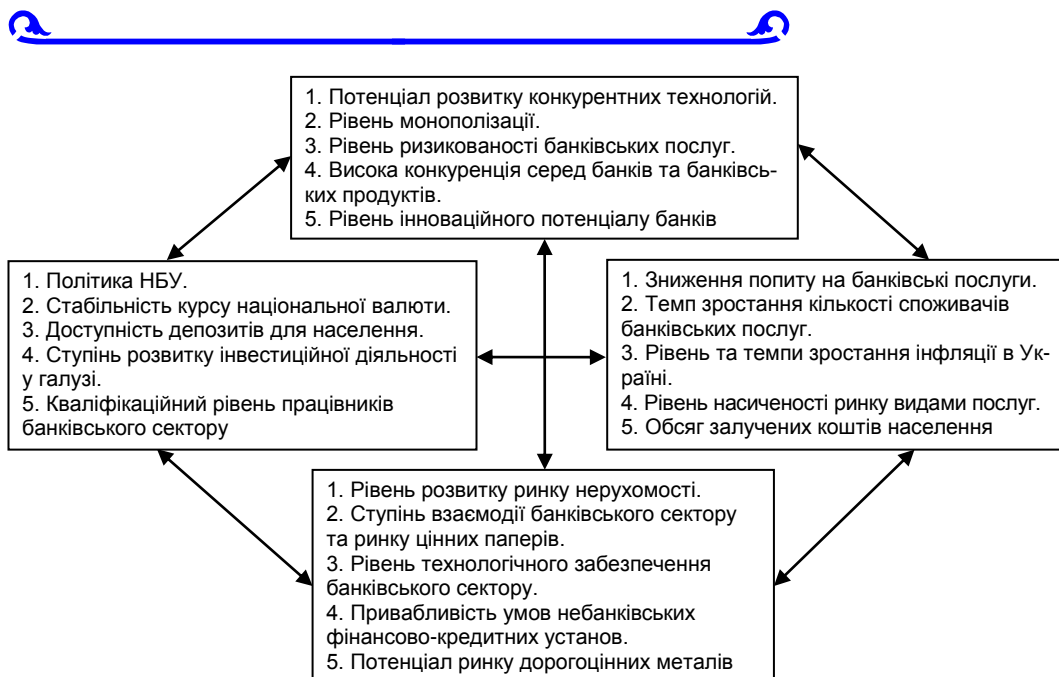 1. Потенціал розвитку конкурентних технологій.
2. Рівень монополізації.
3. Рівень ризикованості банківських послуг.
4. Висока конкуренція серед банків та банківсь-
ких продуктів.
5. Рівень інноваційного потенціалу банків
1. Політика НБУ.
2. Стабільність курсу національної валюти.
3. Доступність депозитів для населення.
4. Ступінь розвитку інвестиційної діяльності
у галузі.
5. Кваліфікаційний рівень працівників
банківського сектору
1. Зниження попиту на банківські послуги.
2. Темп зростання кількості споживачів
банківських послуг.
3. Рівень та темпи зростання інфляції в Ук-
раїні.
4. Рівень насиченості ринку видами послуг.
5. Обсяг залучених коштів населення
1. Рівень розвитку ринку нерухомості.
2. Ступінь взаємодії банківського сектору
та ринку цінних паперів.
3. Рівень технологічного забезпечення
банківського сектору.
4. Привабливість умов небанківських
фінансово-кредитних установ.
5. Потенціал ринку дорогоцінних металів